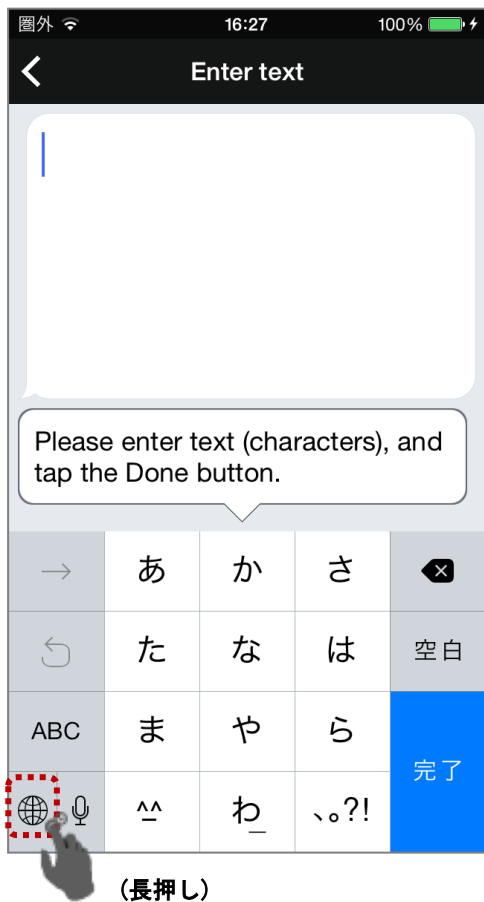 圏外 16:27 100%
Enter text
Please enter text (characters), and
tap the Done button.
→ あ か さ
た な は 空白
ABC ま や ら 完了
^_^ わ_ 、。?!
（長押し）